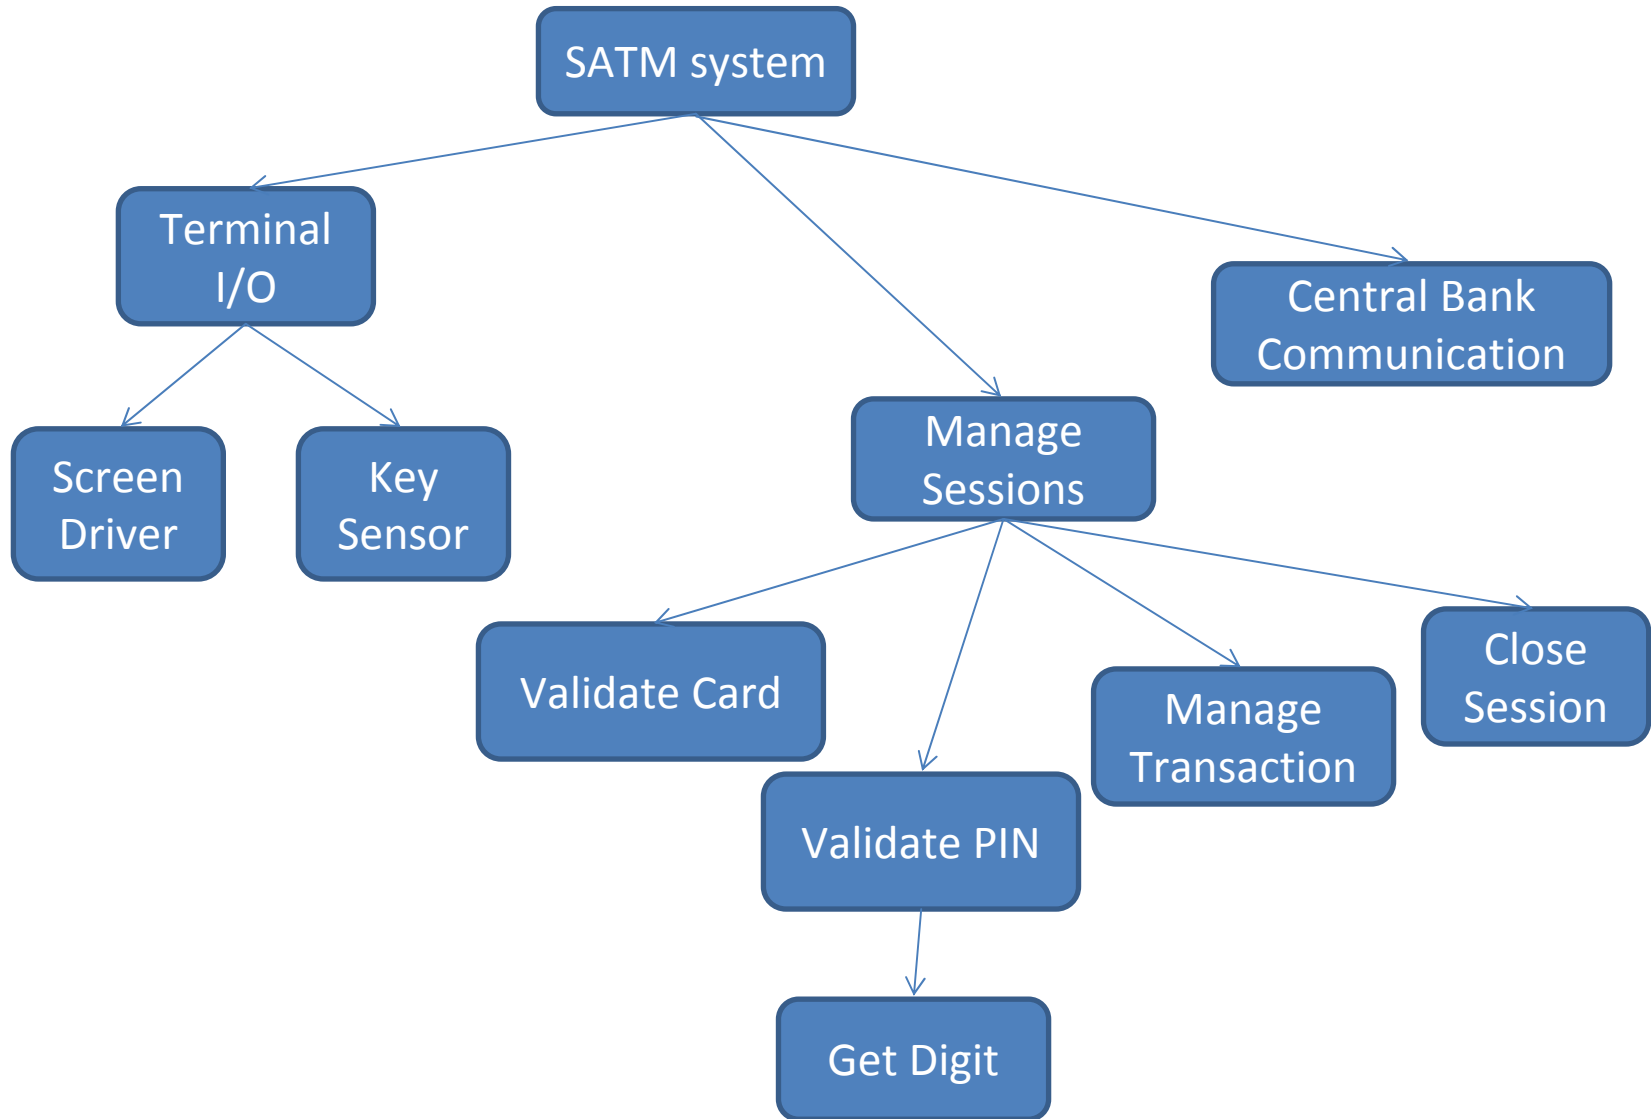 SATM system
Terminal
I/O
Central Bank
Communication
Manage
Sessions
Screen
Driver
Key
Sensor
Validate Card
Close
Session
Manage
Transaction
Validate PIN
Get Digit